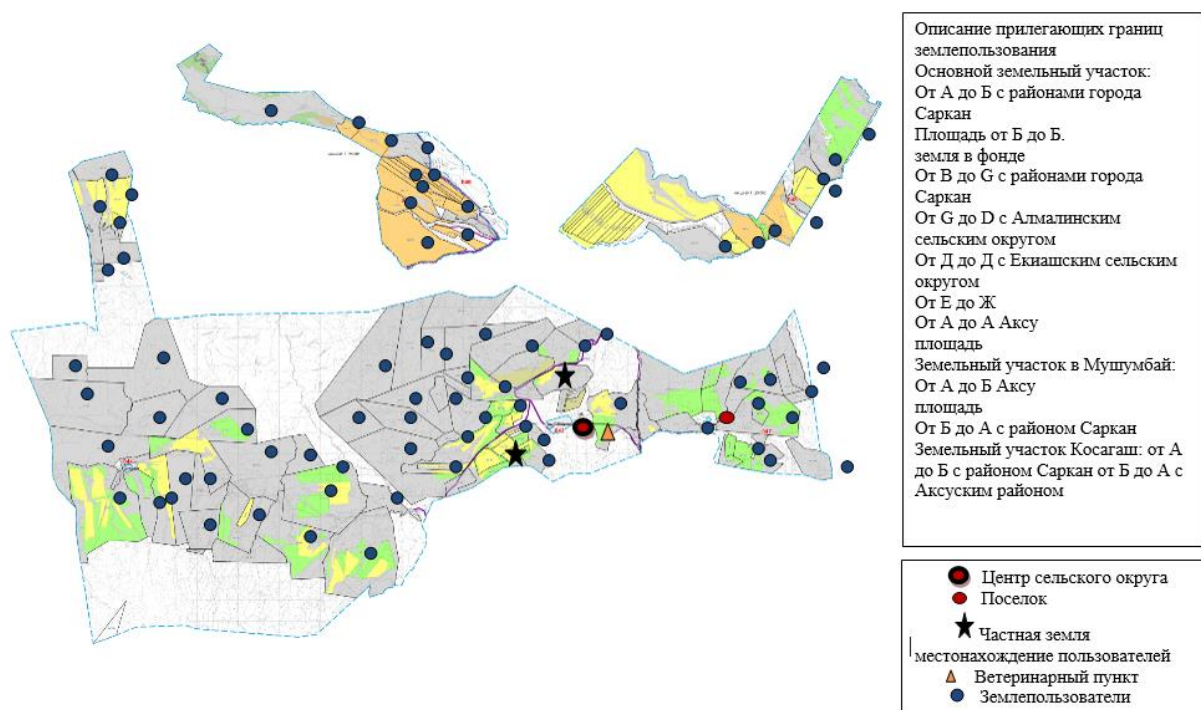 Описание прилегающих границ
землепользования
Основной земельный участок:
От А до Б с районами города
Саркан
Площадь от Б до Б.
земля в фонде
От В до G с районами города
Саркан
От G до D с Алмалинским
сельским округом
От Д до Д с Екиашским сельским
округом
От Е до Ж
От А до А Аксу
площадь
Земельный участок в Мушумбай:
От А до Б Аксу
площадь
От Б до А с районом Саркан
Земельный участок Косагаш: от А
до Б с районом Саркан от Б до А с
Аксуским районом
Центр сельского округа
Поселок
Частная земля
местонахождение пользователей
Ветеринарный пункт
Землепользователи